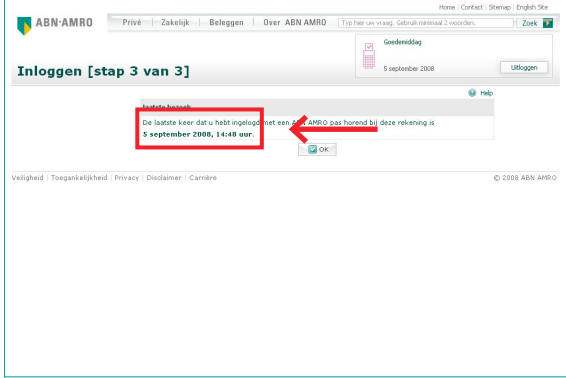 Home | Contact | Sitemap | English Site
ABN·AMRO
Privé | Zakelijk | Beleggen | Over ABN AMRO
Typ hier uw vraag. Gebruik minimaal 2 woorden.
Zoek
Goedemiddag
5 september 2008
Uitloggen
Inloggen [stap 3 van 3]
Help
Laatste bezoek
De laatste keer dat u hebt ingelogd met een ABN AMRO pas horend bij deze rekening is
5 september 2008, 14:48 uur.
OK
Veiligheid | Toegankelijkheid | Privacy | Disclaimer | Carrière
© 2008 ABN AMRO